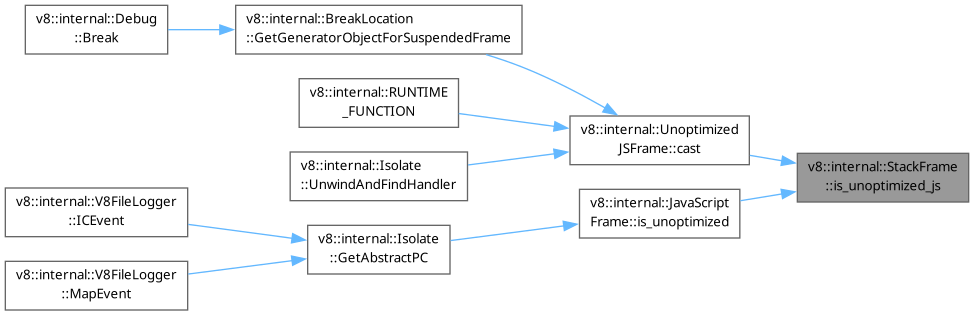 v8::internal::Debug
::Break
v8::internal::BreakLocation
::GetGeneratorObjectForSuspendedFrame
v8::internal::RUNTIME
_FUNCTION
v8::internal::Unoptimized
JSFrame::cast
v8::internal::Isolate
::UnwindAndFindHandler
v8::internal::StackFrame
::is_unoptimized_js
v8::internal::V8FileLogger
::ICEvent
v8::internal::JavaScript
Frame::is_unoptimized
v8::internal::Isolate
::GetAbstractPC
v8::internal::V8FileLogger
::MapEvent